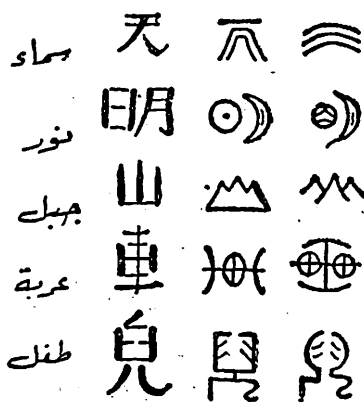 سماء 天
نور 明
جبل 山
عربة 車
طفل 兒